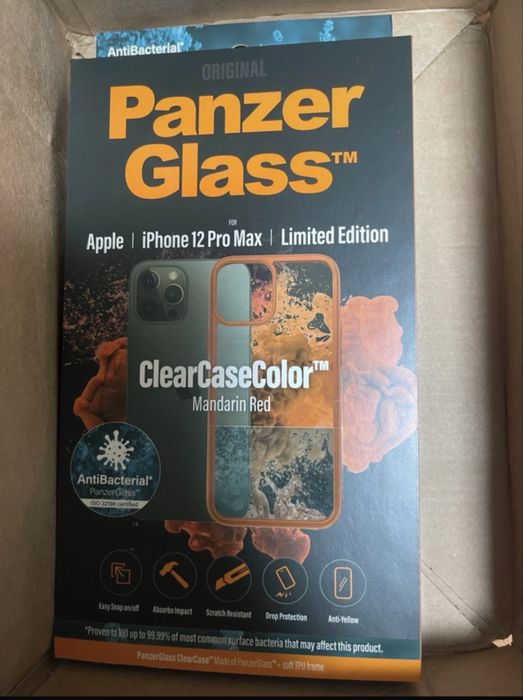 AntiBacterial*
ORIGINAL
Panzer
Glass™
FOR
Apple | iPhone 12 Pro Max | Limited Edition
ClearCaseColor™
Mandarin Red
AntiBacterial*
PanzerGlass™
ISO 22196 certified
Easy Snap on/off
Absorbs Impact
Scratch Resistant
Drop Protection
Anti-Yellow
*Proven to kill up to 99.99% of most common surface bacteria that may affect this product.
PanzerGlass ClearCase™ Made of PanzerGlass™ + soft TPU frame